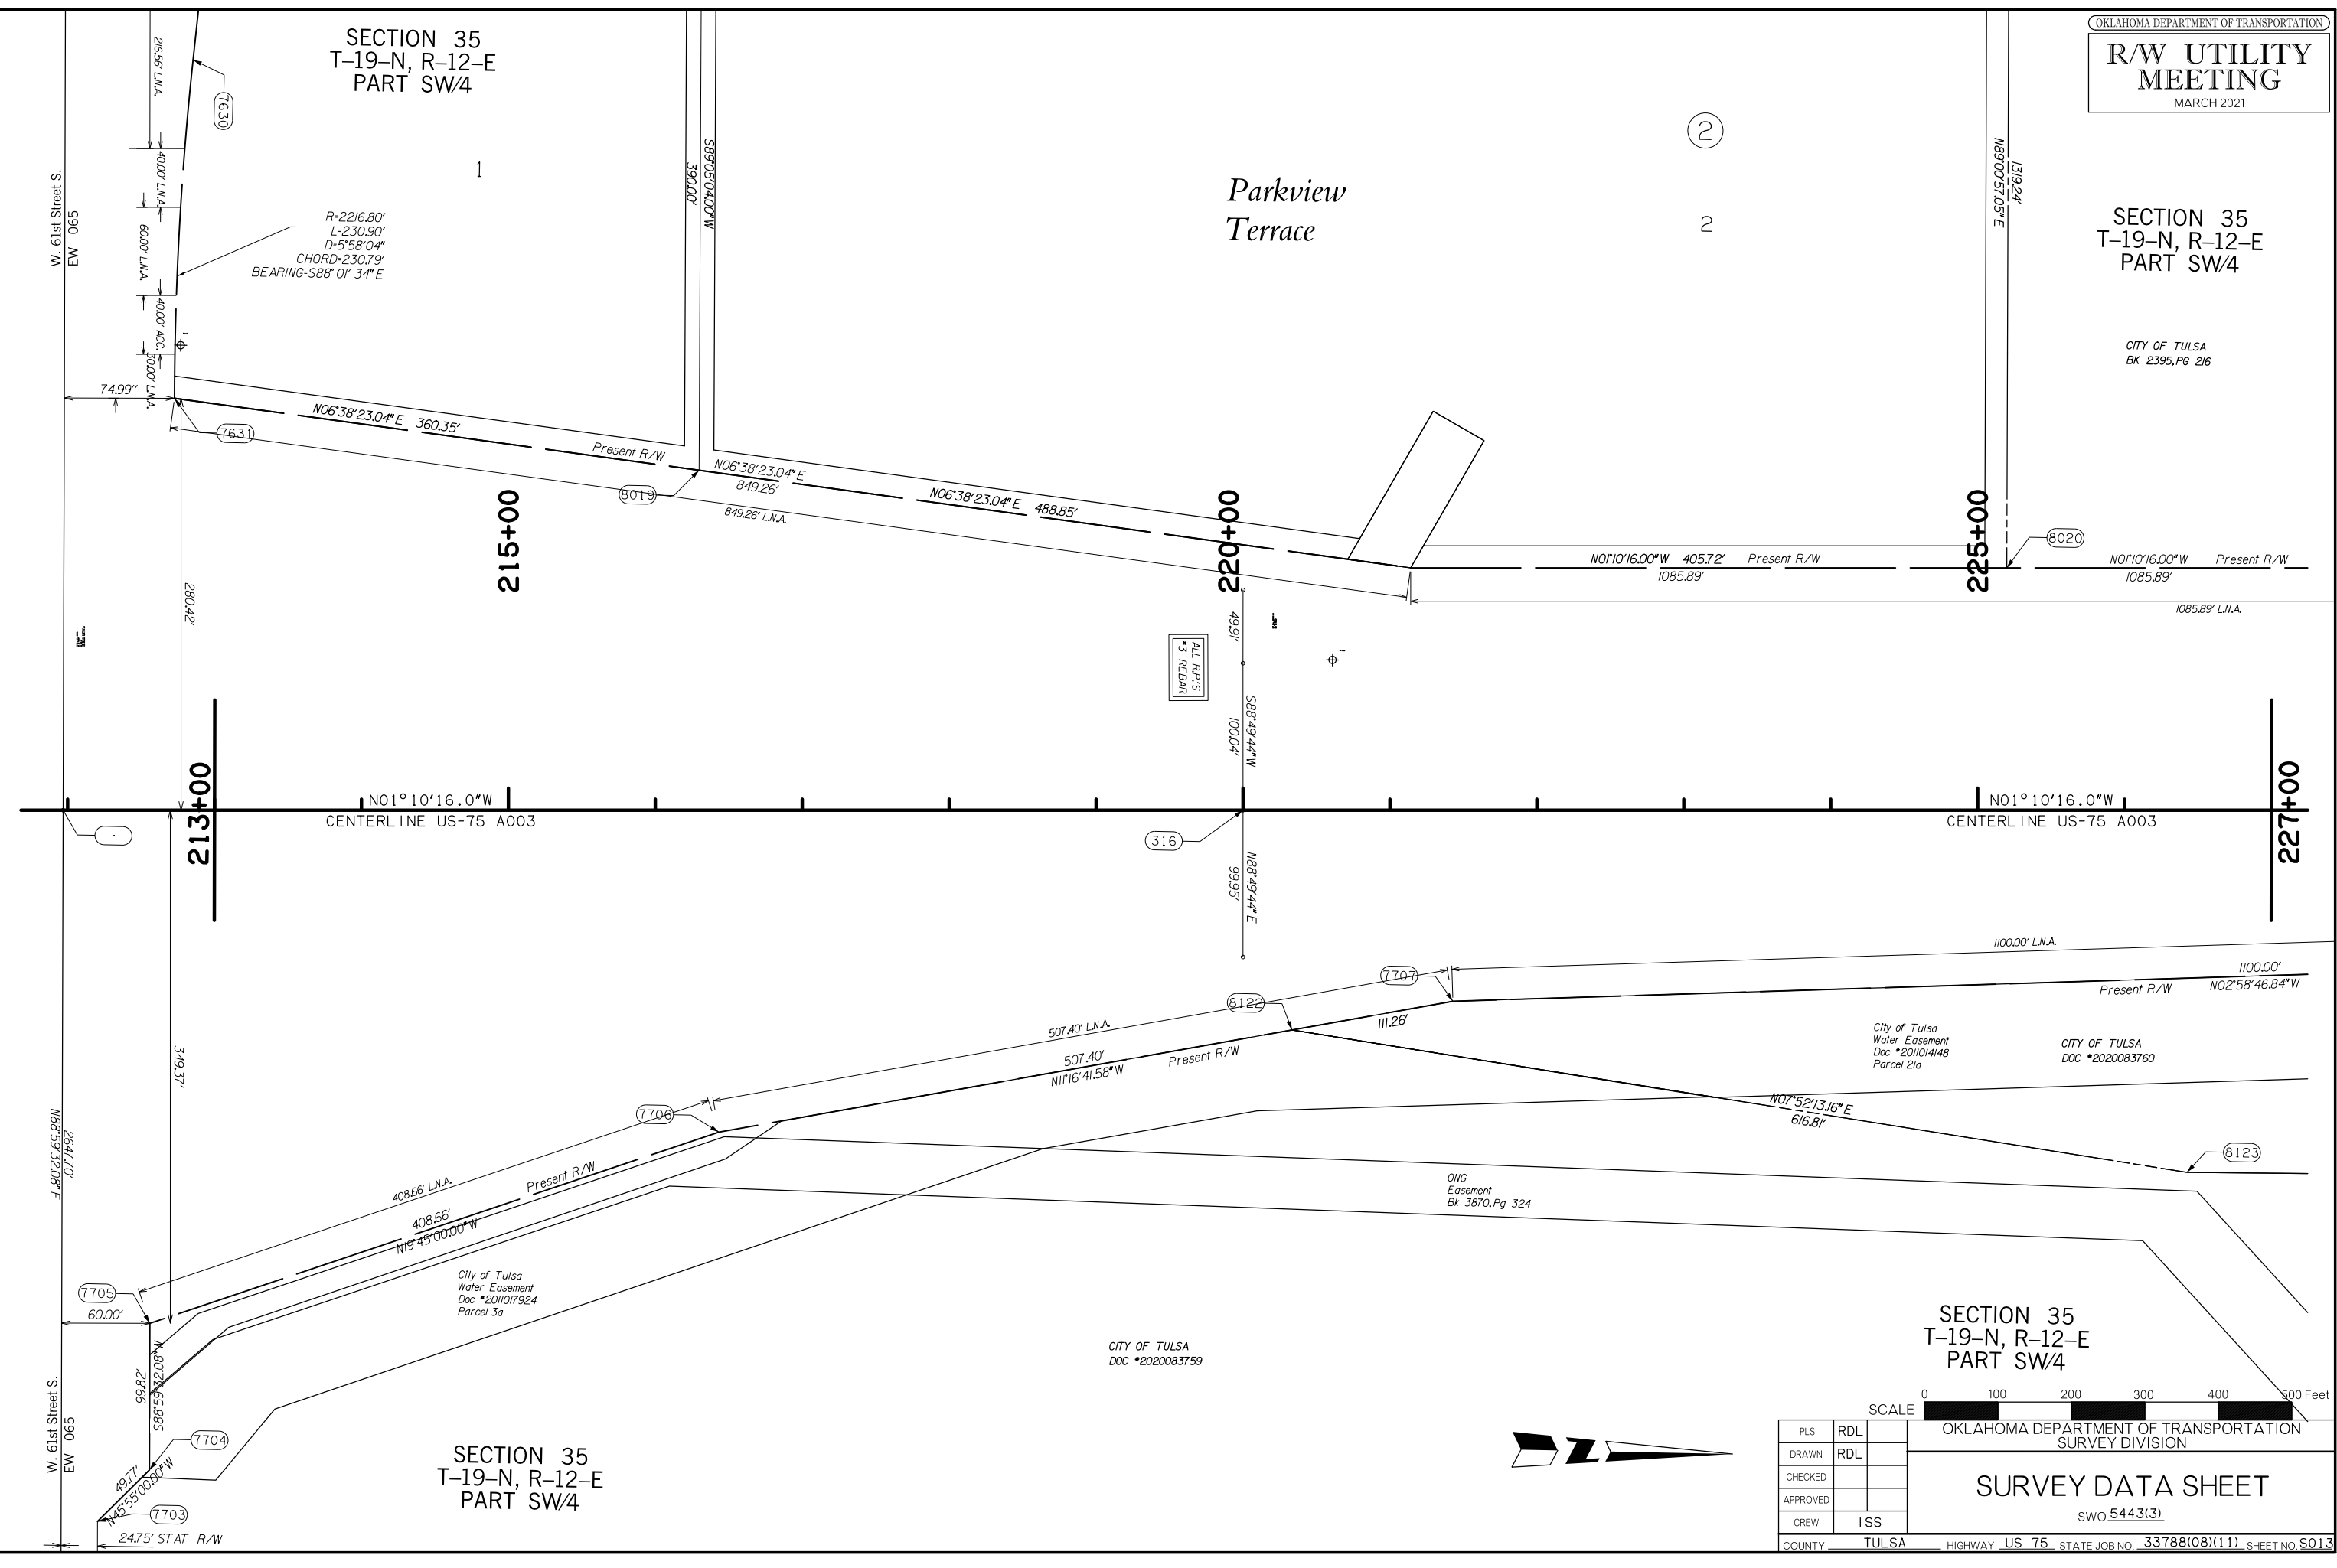 OKLAHOMA DEPARTMENT OF TRANSPORTATION
R/W UTILITY
MEETING
MARCH 2021
SECTION 35
T-19-N, R-12-E
PART SW/4
216.56' L.N.A.
7630
40.00' L.N.A.
60.00' L.N.A.
40.00' ACC.
30.00' L.N.A.
W. 61st Street S.
EW 065
1
R=2216.80'
L=230.90'
D=5°58'04"
CHORD=230.79'
BEARING=S88° 01' 34" E
S89°05'04.00" W
390.00'
Parkview
Terrace
2
2
N89°00'57.05" E
1319.24'
SECTION 35
T-19-N, R-12-E
PART SW/4
CITY OF TULSA
BK 2395, PG 216
74.99''
7631
N06°38'23.04" E 360.35'
Present R/W
8019
N06°38'23.04" E
849.26'
849.26' L.N.A.
N06°38'23.04" E 488.85'
215+00
220+00
225+00
N01°10'16.00" W 405.72' Present R/W
1085.89'
8020
N01°10'16.00" W Present R/W
1085.89'
1085.89' L.N.A.
280.42'
49.91'
ALL R.P.'S
#3 REBAR
S88°49'44" W
100.04'
213+00
N01°10'16.0"W
CENTERLINE US-75 A003
316
N88°49'44" E
99.95'
N01°10'16.0"W
CENTERLINE US-75 A003
227+00
1100.00' L.N.A.
7707
8122
1100.00'
N02°58'46.84" W
Present R/W
111.26'
507.40' L.N.A.
507.40'
N11°16'41.58" W
Present R/W
City of Tulsa
Water Easement
Doc #2011014148
Parcel 21a
CITY OF TULSA
DOC #2020083760
349.37'
7706
N07°52'13.16" E
616.81'
8123
N88°59'32.08" E
2647.70'
408.66' L.N.A.
408.66'
N19°45'00.00" W
Present R/W
ONG
Easement
Bk 3870, Pg 324
7705
60.00'
City of Tulsa
Water Easement
Doc #2011017924
Parcel 3a
S88°59'32.08" W
99.82'
CITY OF TULSA
DOC #2020083759
SECTION 35
T-19-N, R-12-E
PART SW/4
W. 61st Street S.
EW 065
7704
49.77'
N45°55'00.00" W
7703
24.75' STAT R/W
SECTION 35
T-19-N, R-12-E
PART SW/4
N
0 100 200 300 400 500 Feet
SCALE
PLS RDL
DRAWN RDL
CHECKED
APPROVED
CREW ISS
OKLAHOMA DEPARTMENT OF TRANSPORTATION
SURVEY DIVISION
SURVEY DATA SHEET
SWO 5443(3)
COUNTY TULSA HIGHWAY US 75 STATE JOB NO. 33788(08)(11) SHEET NO. S013